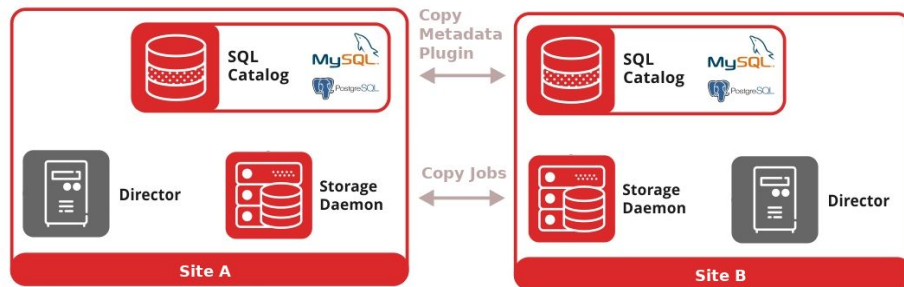 SQL
Catalog
MySQL
PostgreSQL
Director
Storage
Daemon
Site A
Copy
Metadata
Plugin
Copy Jobs
SQL
Catalog
MySQL
PostgreSQL
Storage
Daemon
Director
Site B